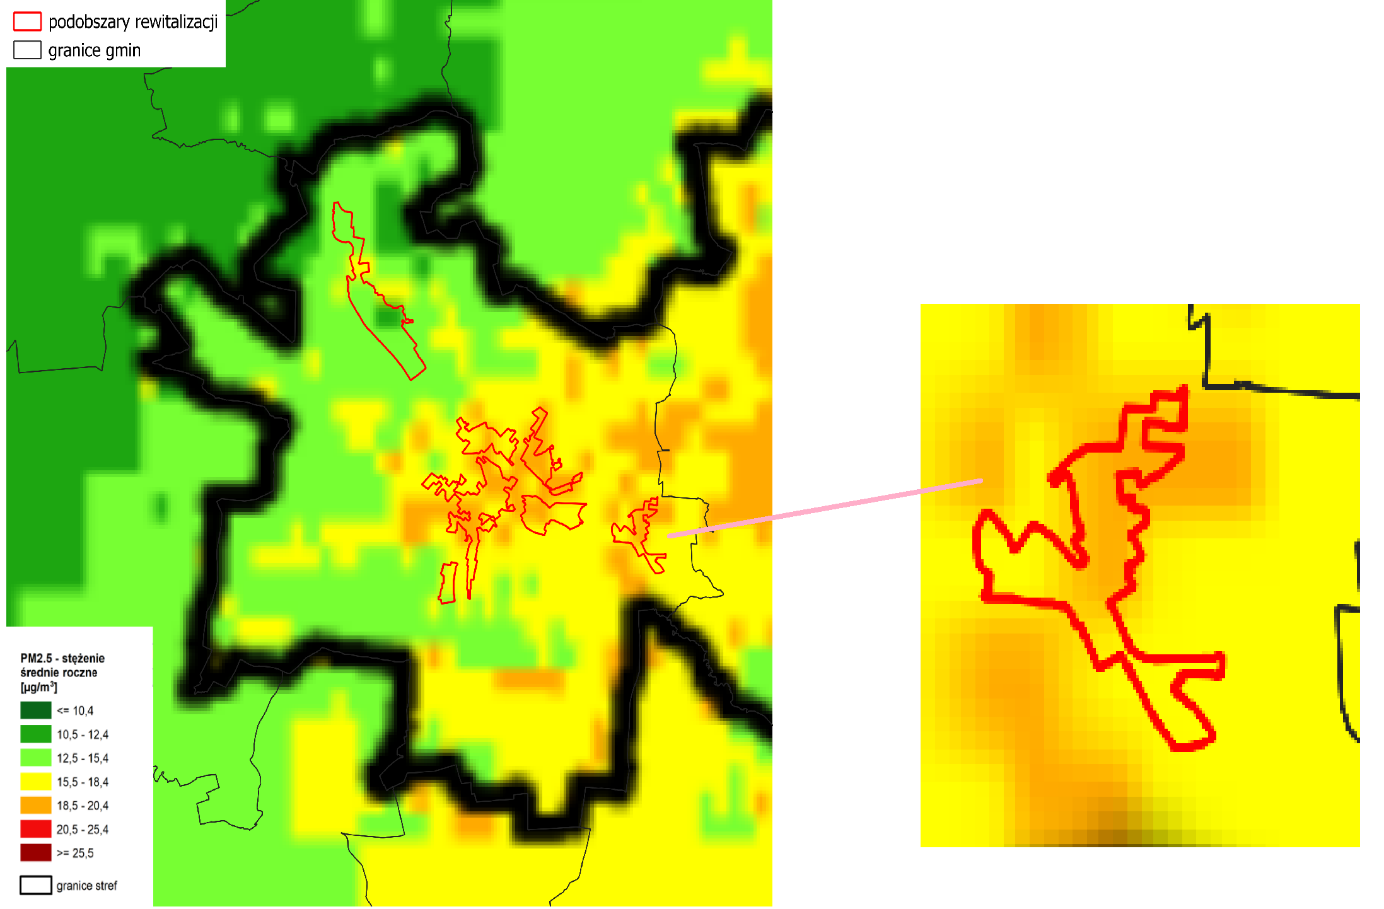 podobszary rewitalizacji
granice gmin
PM2.5 - stężenie
średnie roczne
[µg/m³]
<= 10,4
10,5 - 12,4
12,5 - 15,4
15,5 - 18,4
18,5 - 20,4
20,5 - 25,4
>= 25,5
granice stref